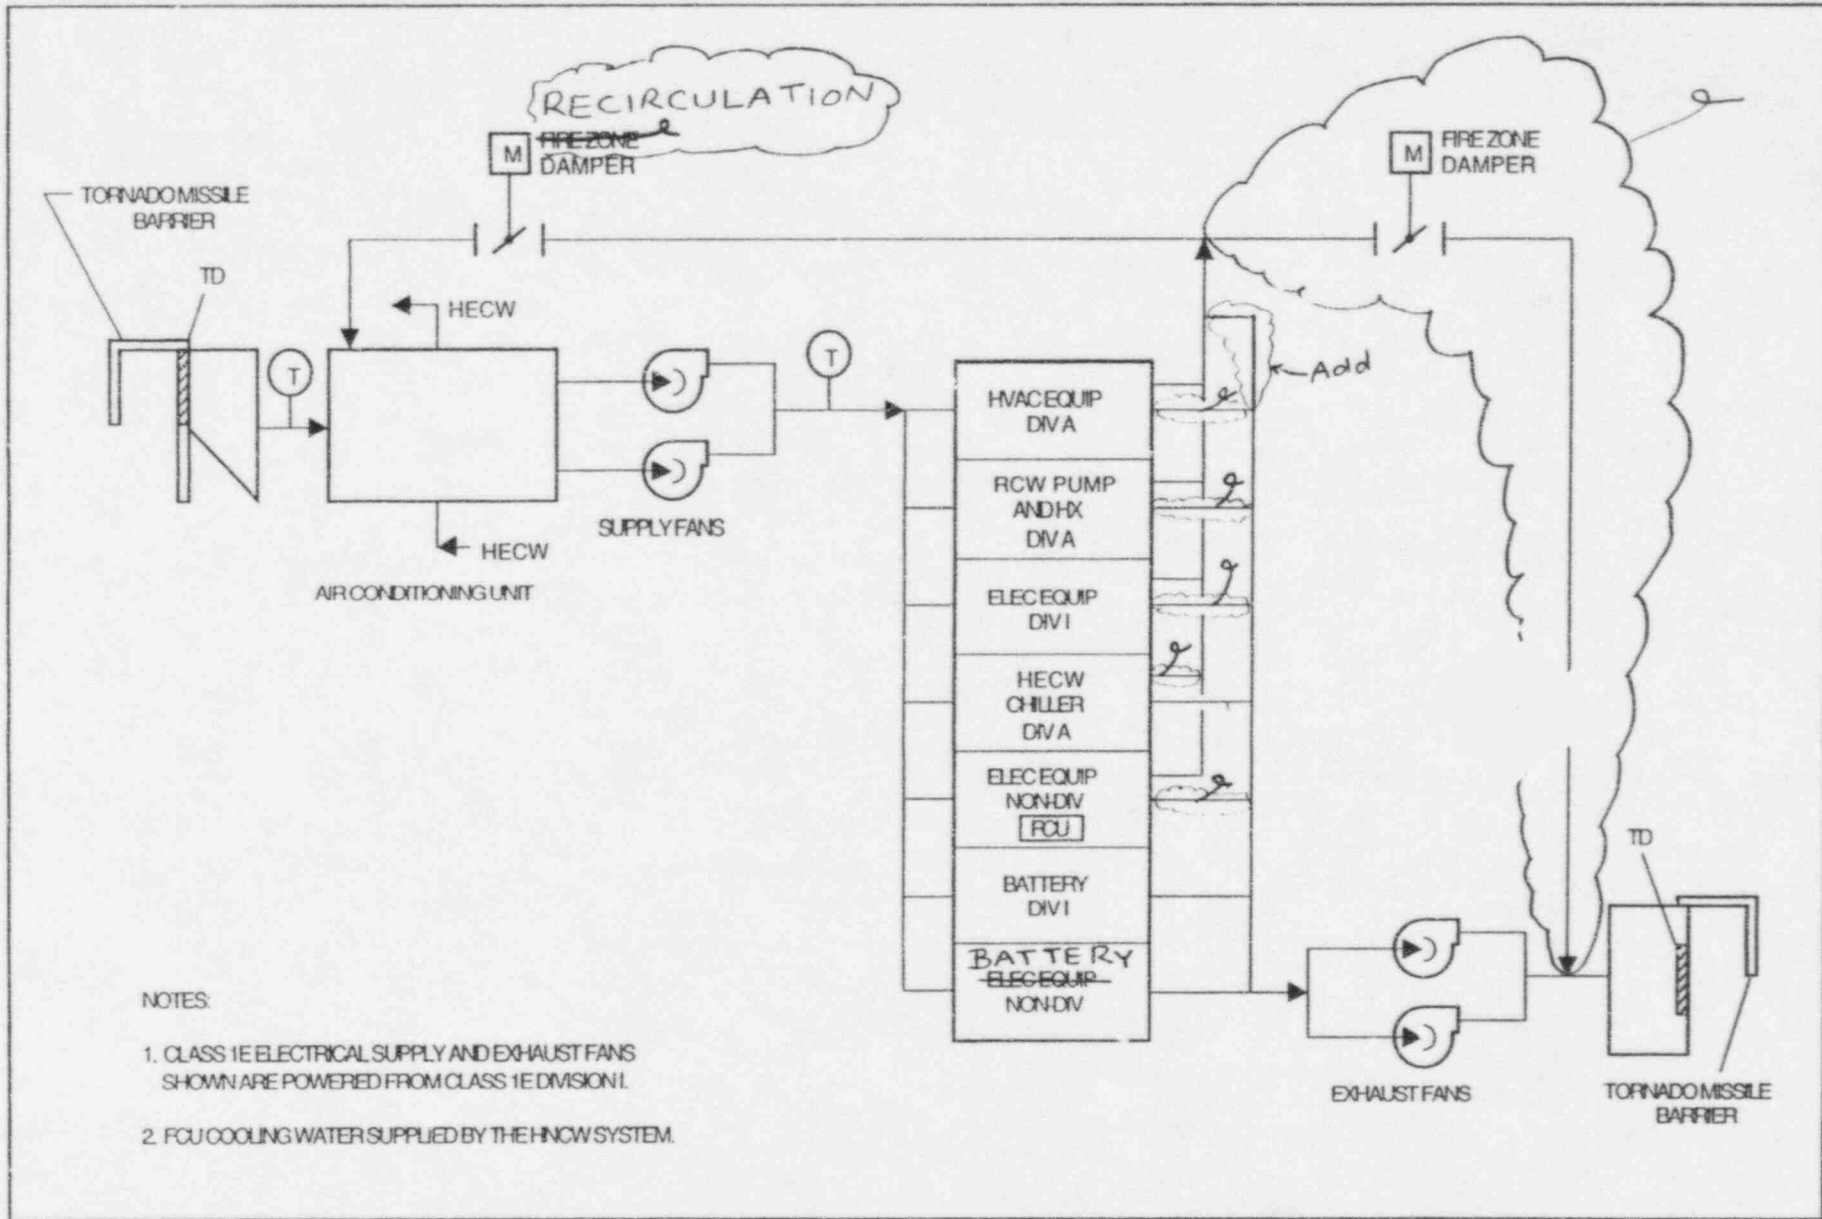 RECIRCULATION
M
FIRE ZONE
DAMPER
M
FIRE ZONE
DAMPER
TORNADO MISSILE
BARRIER
TD
HECW
T
T
Add
SUPPLY FANS
HECW
AIR CONDITIONING UNIT
HVAC EQUIP
DIV A
RCW PUMP
AND HX
DIV A
ELEC EQUIP
DIV I
HECW
CHILLER
DIV A
ELEC EQUIP
NON-DIV
FCU
BATTERY
DIV I
BATTERY
ELEC EQUIP
NON-DIV
TD
EXHAUST FANS
TORNADO MISSILE
BARRIER
NOTES:
1. CLASS 1E ELECTRICAL SUPPLY AND EXHAUST FANS
SHOWN ARE POWERED FROM CLASS 1E DIVISION I.
2. FCU COOLING WATER SUPPLIED BY THE HNCW SYSTEM.